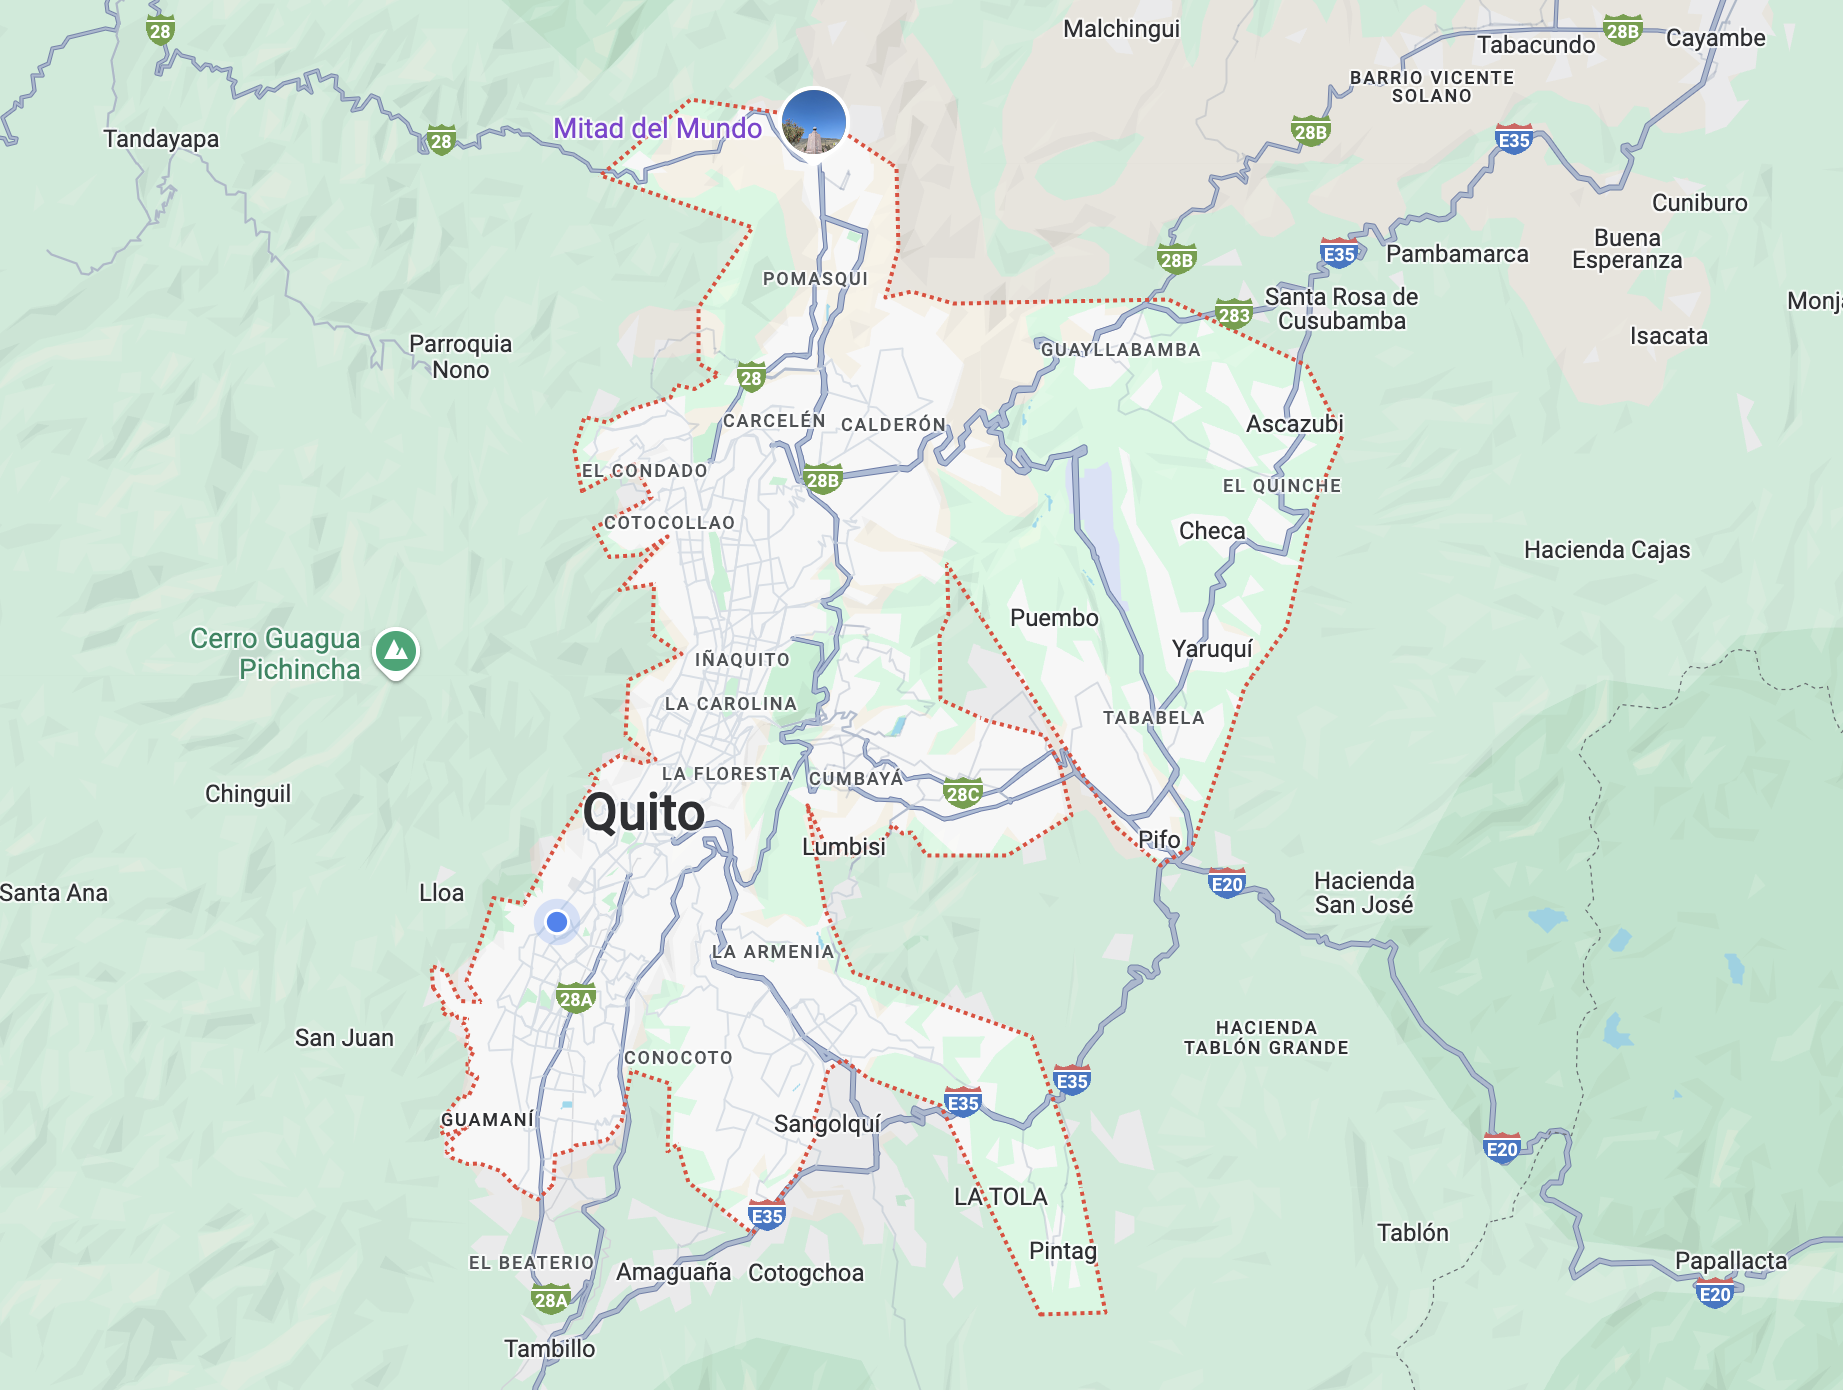 28
Malchingui
Tabacundo
28B
Cayambe
BARRIO VICENTE
SOLANO
Mitad del Mundo
Tandayapa
28
28B
E35
Cuniburo
Buena
Esperanza
28B
E35
Pambamarca
POMASQUI
Santa Rosa de
Cusubamba
283
Monj
Isacata
Parroquia
Nono
GUAYLLABAMBA
28
CARCELÉN
CALDERÓN
Ascazubi
EL CONDADO
28B
EL QUINCHE
COTOCOLLAO
Checa
Hacienda Cajas
Puembo
Cerro Guagua
Pichincha
IÑAQUITO
Yaruquí
LA CAROLINA
TABABELA
LA FLORESTA
CUMBAYÁ
28C
Chinguil
Quito
Lumbisí
Pifo
Santa Ana
Lloa
E20
Hacienda
San José
LA ARMENIA
28A
San Juan
CONOCOTO
HACIENDA
TABLÓN GRANDE
E35
E35
GUAMANÍ
Sangolquí
E20
LA TOLA
E35
Tablón
Pintag
EL BEATERIO
Amaguaña
Cotogchoa
Papallacta
28A
E20
Tambillo